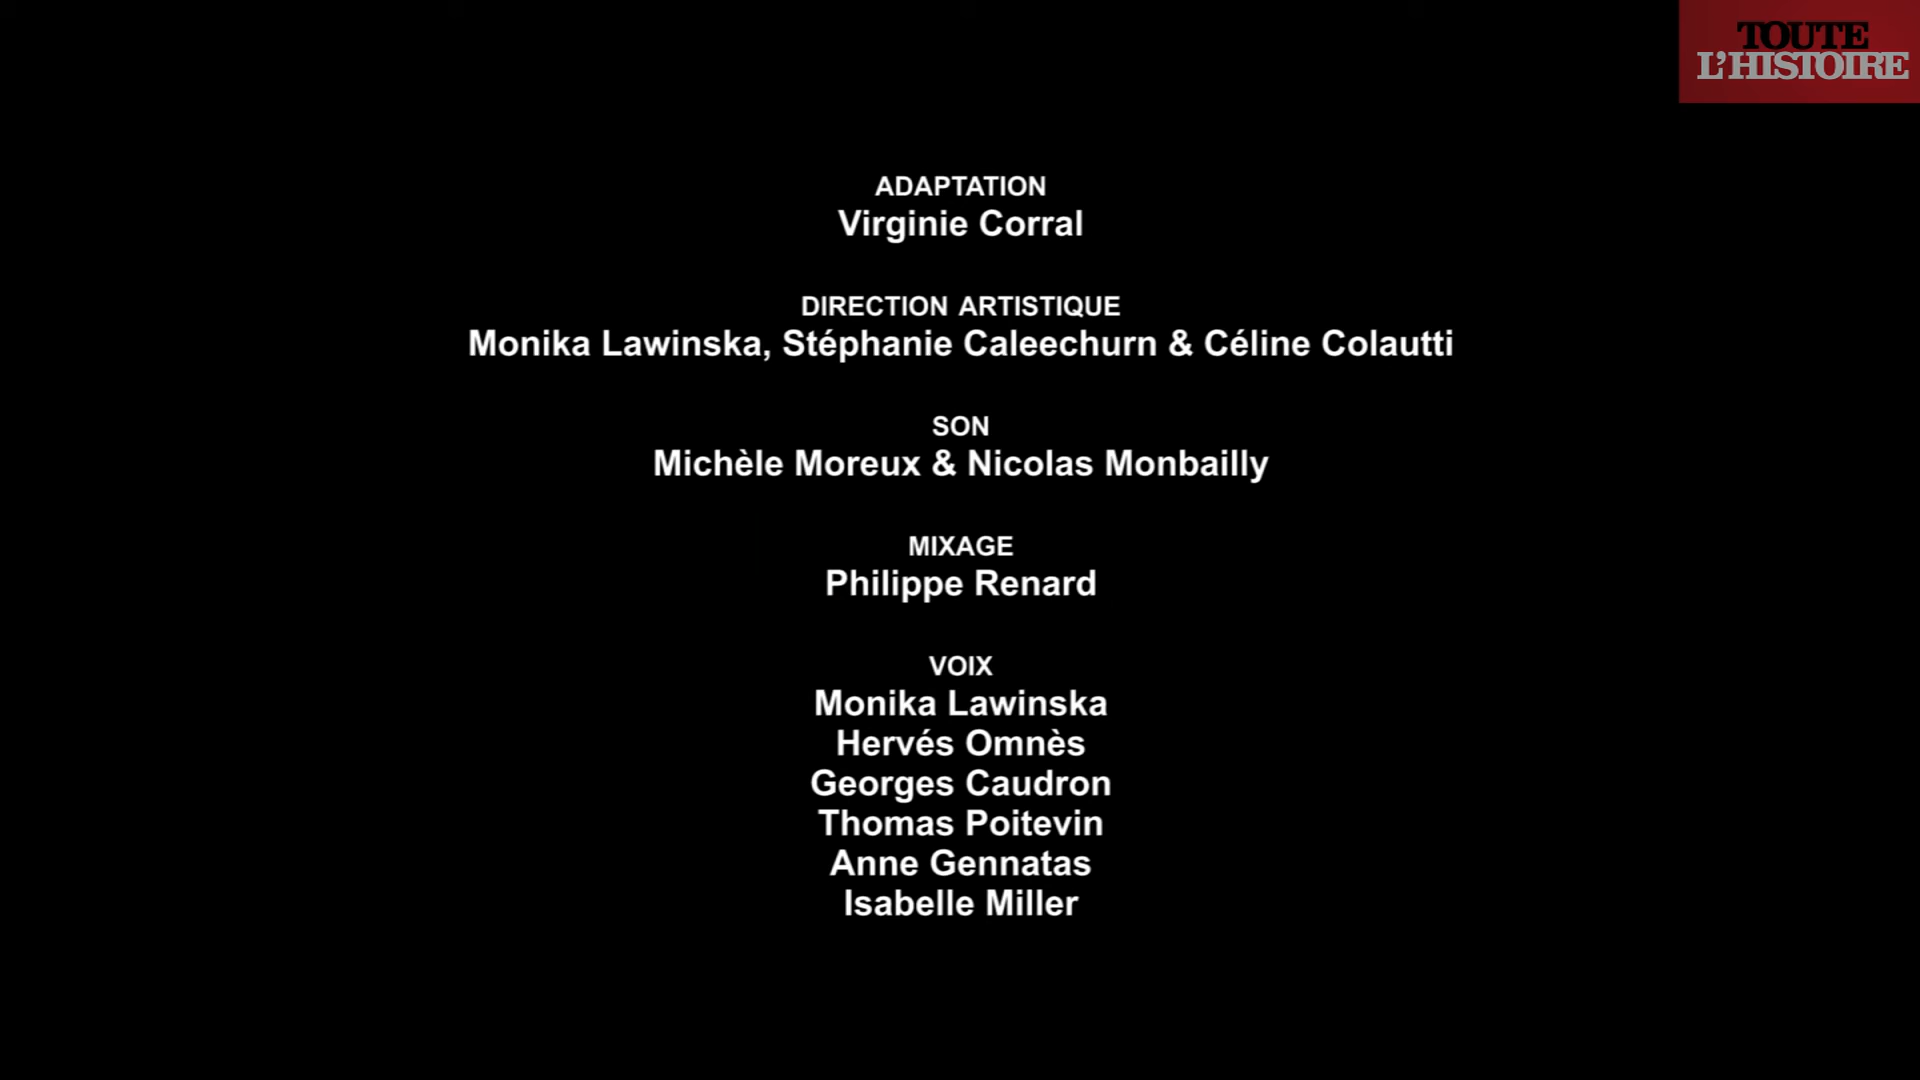 TOUTE
L'HISTOIRE
ADAPTATION
Virginie Corral
DIRECTION ARTISTIQUE
Monika Lawinska, Stéphanie Caleechurn & Céline Colautti
SON
Michèle Moreux & Nicolas Monbailly
MIXAGE
Philippe Renard
VOIX
Monika Lawinska
Hervés Omnès
Georges Caudron
Thomas Poitevin
Anne Gennatas
Isabelle Miller